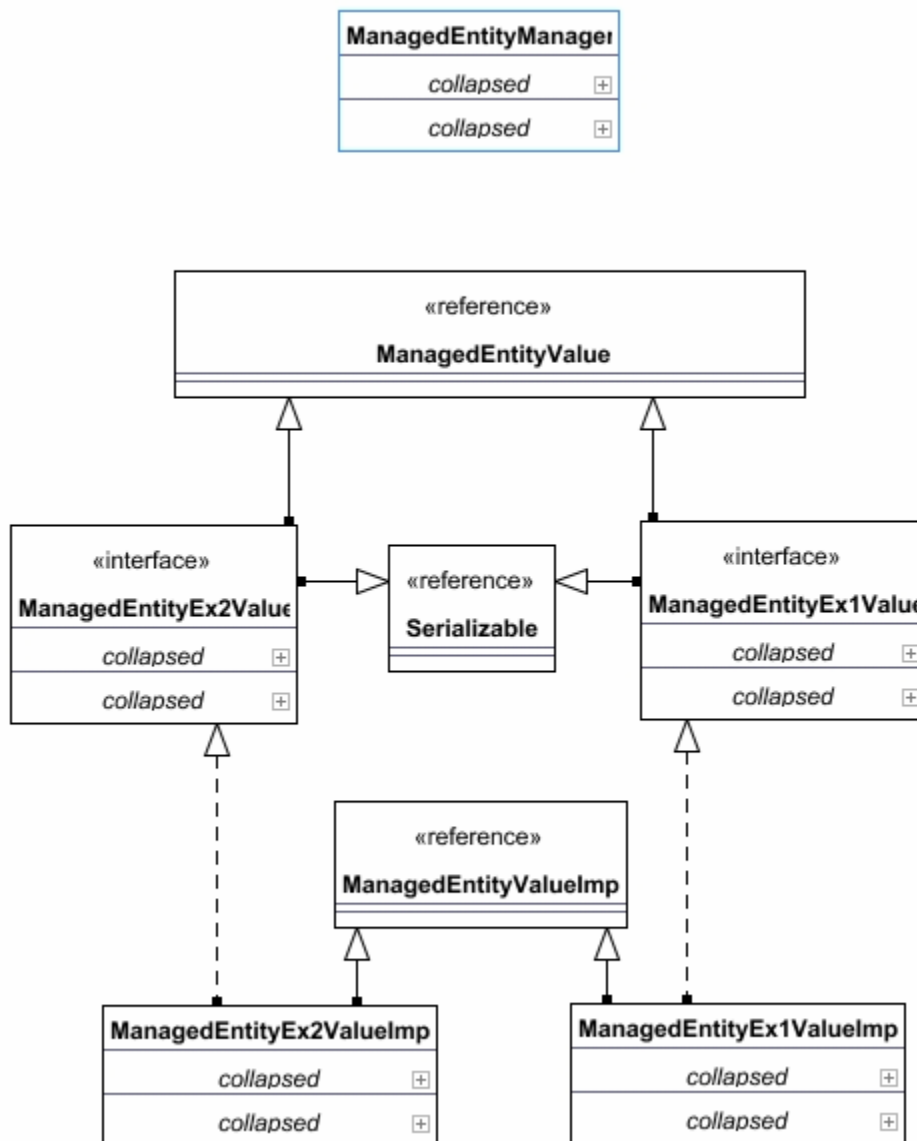 ManagedEntityManager
collapsed
collapsed
«reference»
ManagedEntityValue
«interface»
ManagedEntityEx2Value
collapsed
collapsed
«reference»
Serializable
«interface»
ManagedEntityEx1Value
collapsed
collapsed
«reference»
ManagedEntityValueImp
ManagedEntityEx2ValueImp
collapsed
collapsed
ManagedEntityEx1ValueImp
collapsed
collapsed